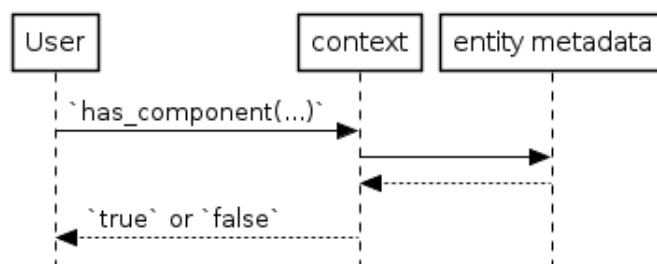 User
context
entity metadata
`has_component(...)`
`true` or `false`